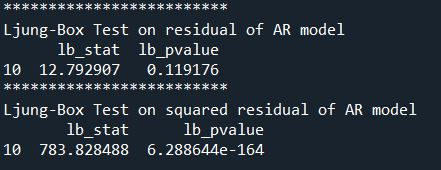 *************************
Ljung-Box Test on residual of AR model
lb_stat lb_pvalue
10 12.792907 0.119176
*************************
Ljung-Box Test on squared residual of AR model
lb_stat lb_pvalue
10 783.828488 6.288644e-164